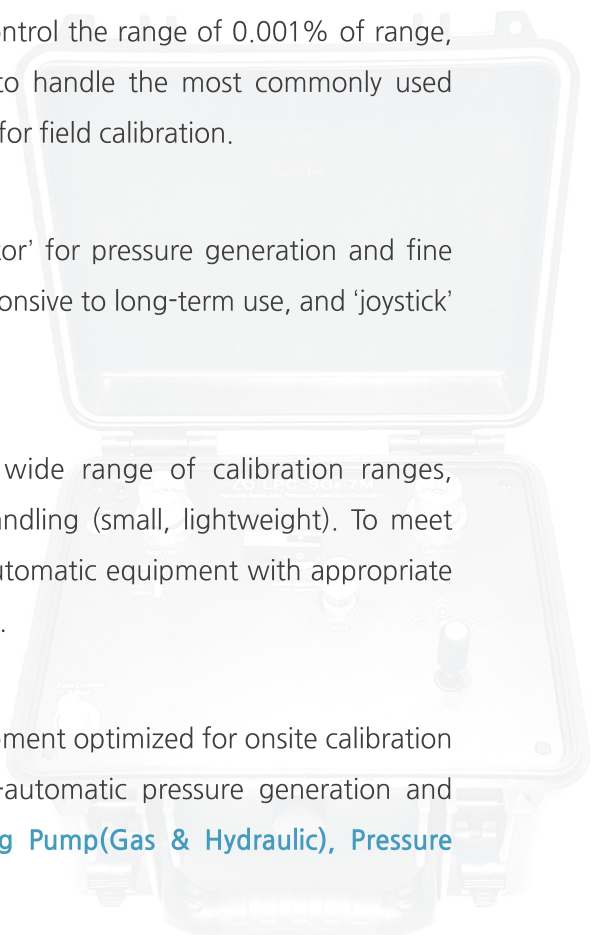 ntrol the range of 0.001% of range,
to handle the most commonly used
for field calibration.
tor’ for pressure generation and fine
onsive to long-term use, and ‘joystick’
wide range of calibration ranges,
andling (small, lightweight). To meet
utomatic equipment with appropriate
.
ment optimized for onsite calibration
-automatic pressure generation and
g Pump(Gas & Hydraulic), Pressure